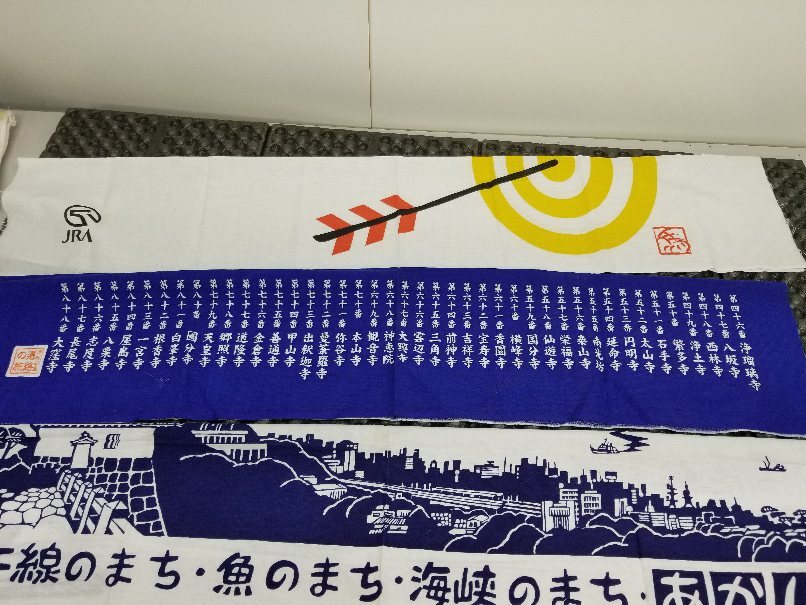 JRA
第四十六番 浄瑠璃寺
第四十七番 八坂寺
第四十八番 西林寺
第四十九番 浄土寺
第五十番 繁多寺
第五十一番 石手寺
第五十二番 太山寺
第五十三番 円明寺
第五十四番 延命寺
第五十五番 南光坊
第五十六番 泰山寺
第五十七番 栄福寺
第五十八番 仙遊寺
第五十九番 国分寺
第六十番 横峰寺
第六十一番 香園寺
第六十二番 宝寿寺
第六十三番 吉祥寺
第六十四番 前神寺
第六十五番 三角寺
第六十六番 雲辺寺
第六十七番 大興寺
第六十八番 神恵院
第六十九番 観音寺
第七十番 本山寺
第七十一番 弥谷寺
第七十二番 曼荼羅寺
第七十三番 出釈迦寺
第七十四番 甲山寺
第七十五番 善通寺
第七十六番 金倉寺
第七十七番 道隆寺
第七十八番 郷照寺
第七十九番 天皇寺
第八十番 國分寺
第八十一番 白峯寺
第八十二番 根香寺
第八十三番 一宮寺
第八十四番 屋島寺
第八十五番 八栗寺
第八十六番 志度寺
第八十七番 長尾寺
第八十八番 大窪寺
遍路の旅
午線のまち・魚のまち・海峡のまち・あかし